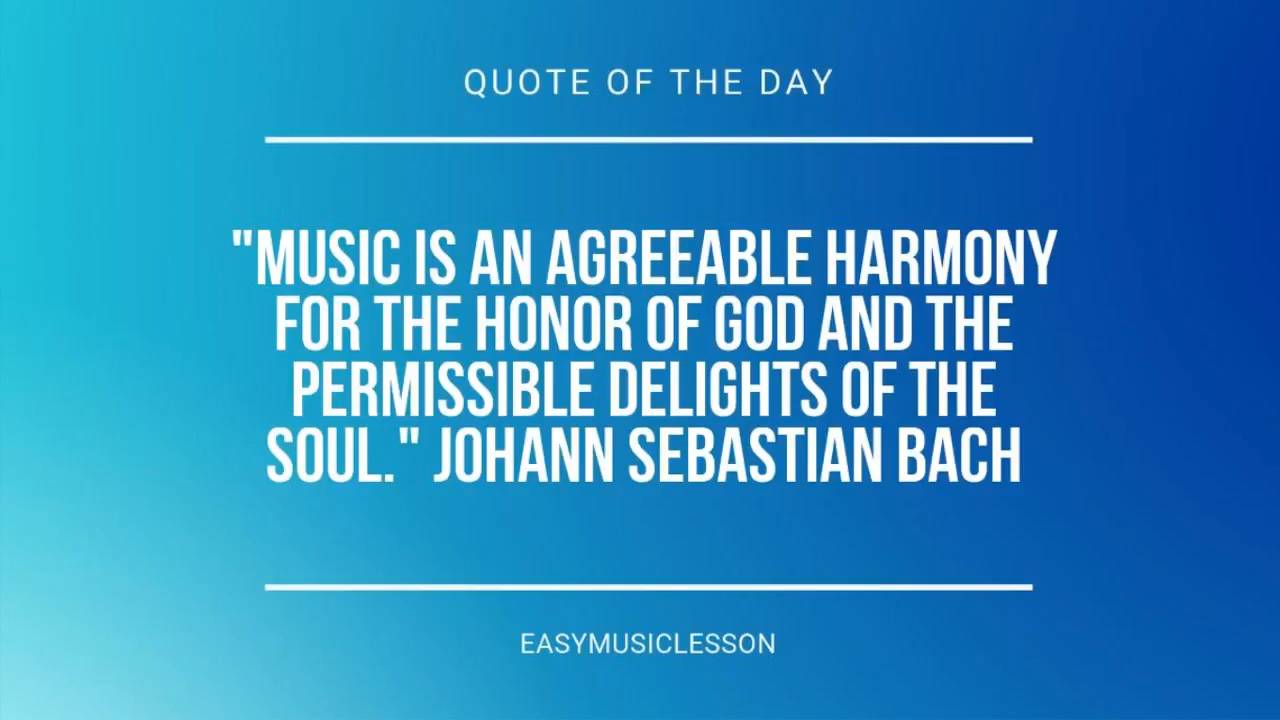 QUOTE OF THE DAY
"MUSIC IS AN AGREEABLE HARMONY
FOR THE HONOR OF GOD AND THE
PERMISSIBLE DELIGHTS OF THE
SOUL." JOHANN SEBASTIAN BACH
EASYMUSICLESSON